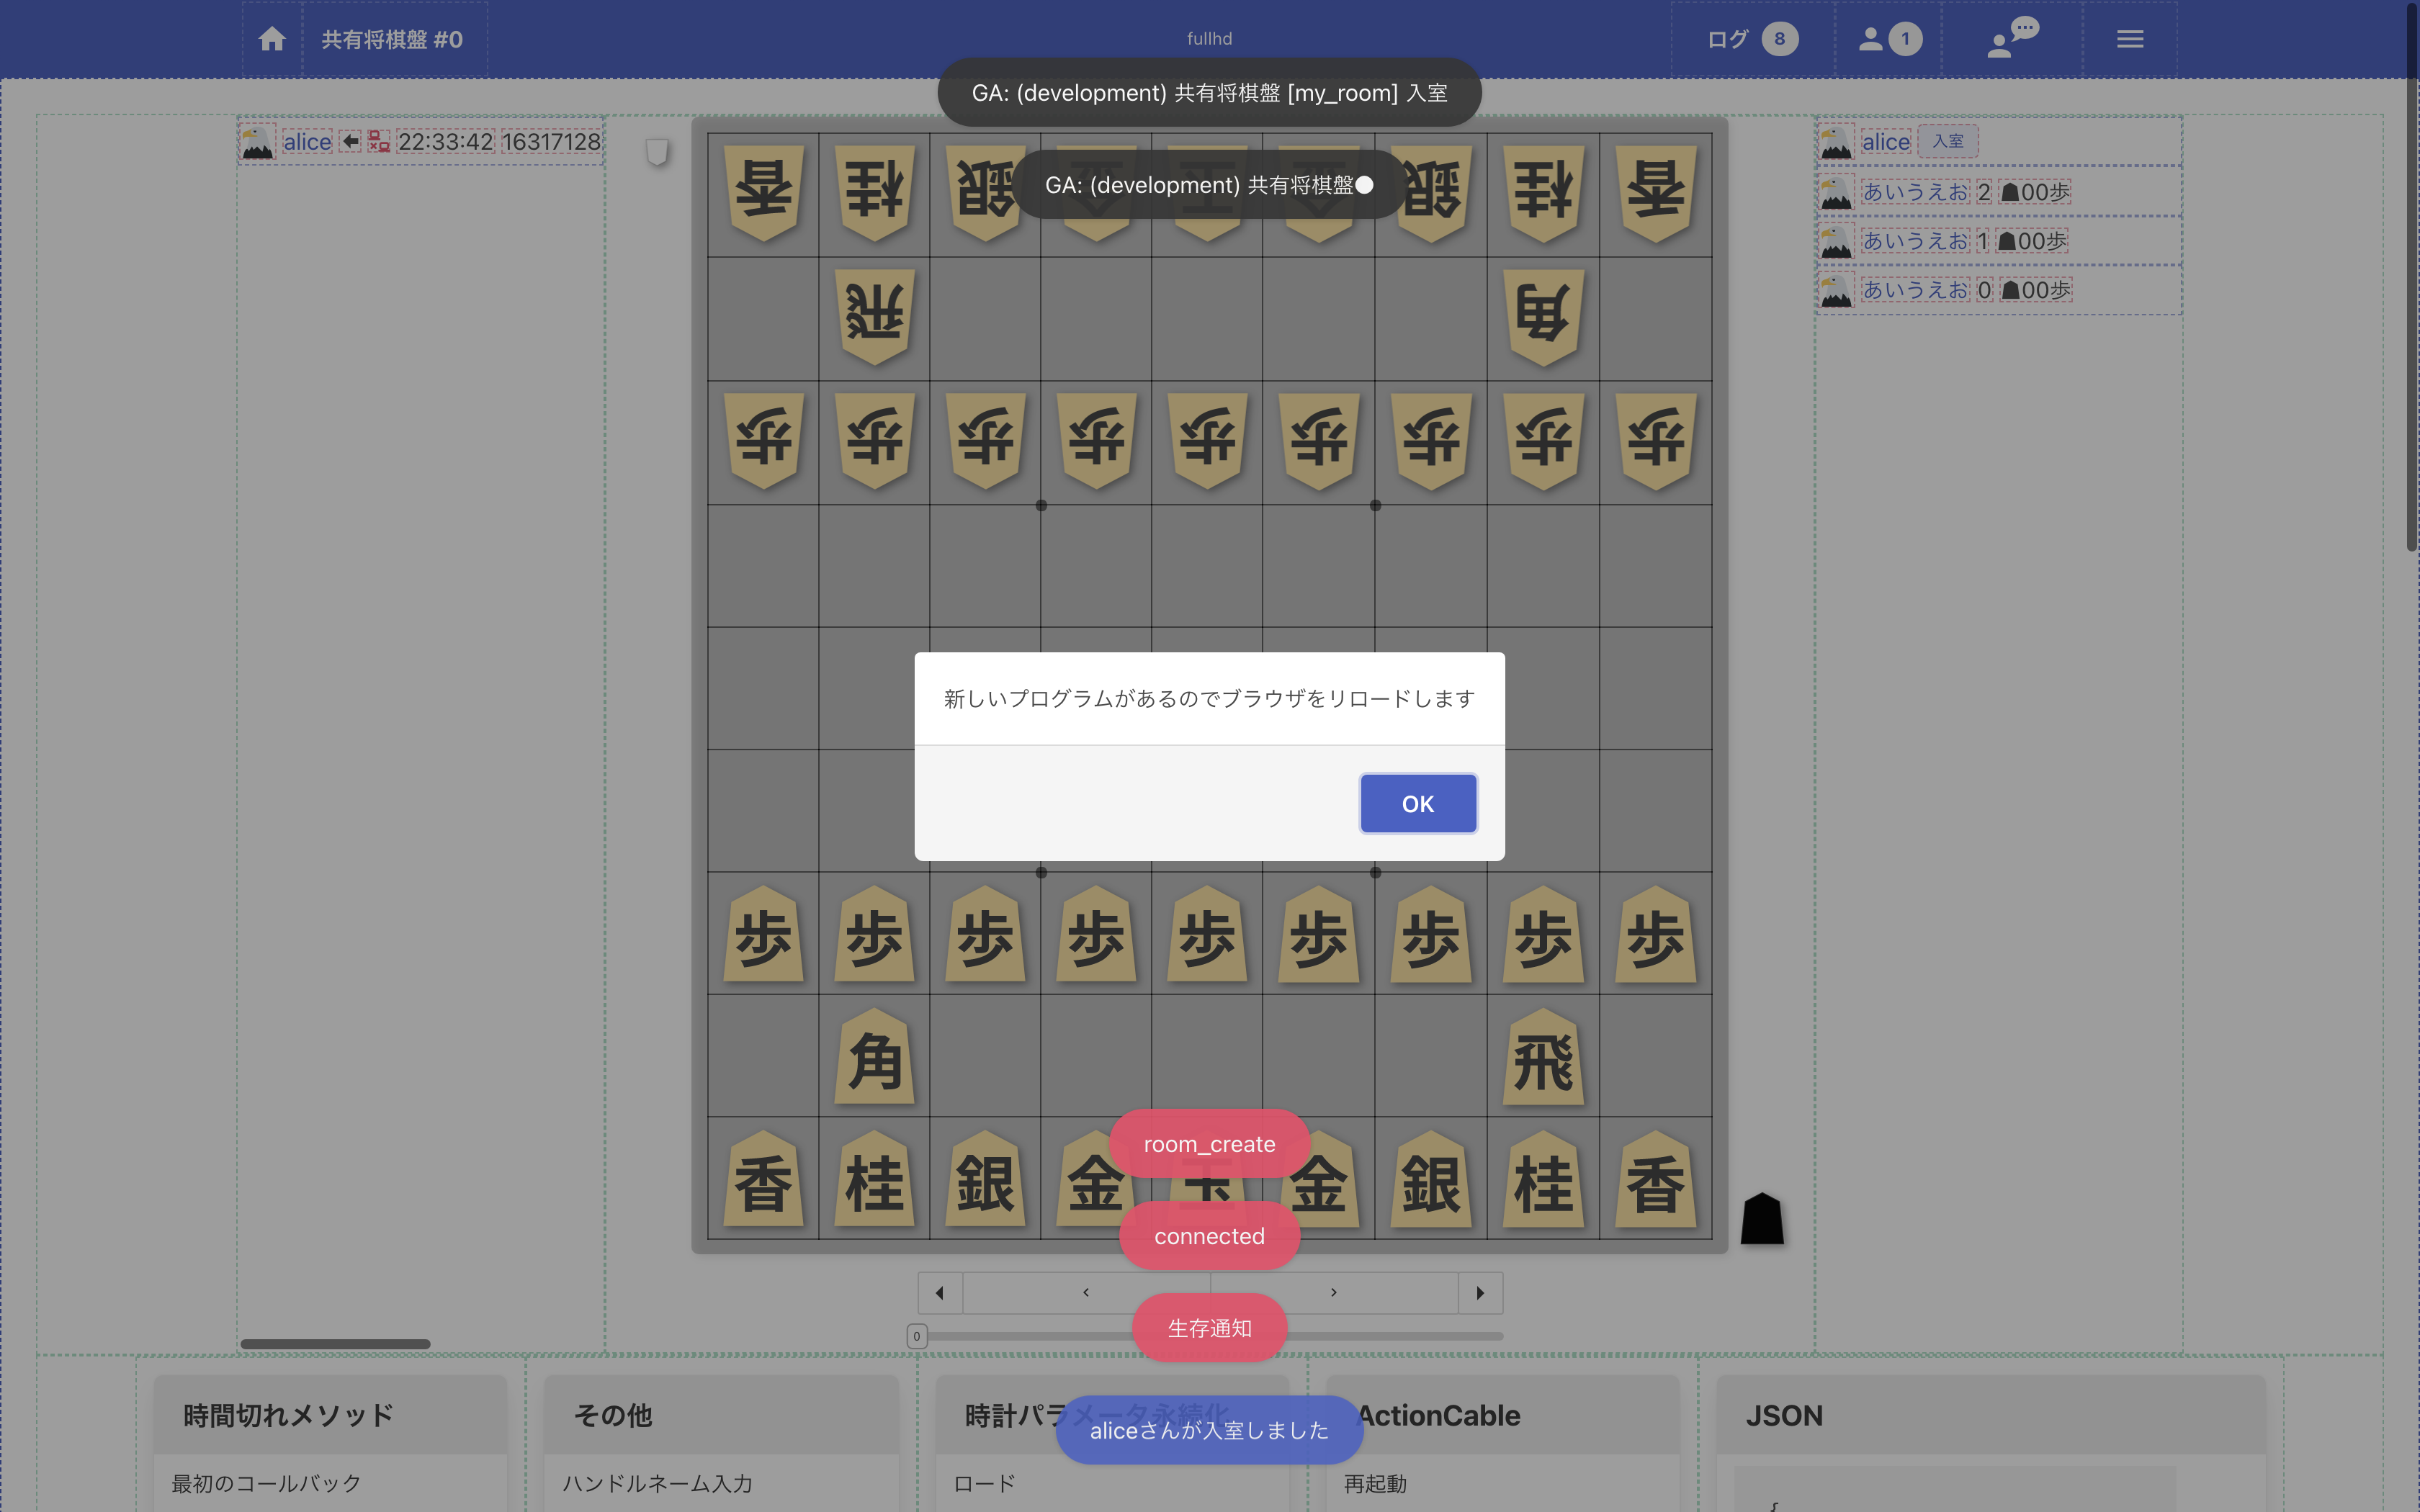 共有将棋盤 #0
fullhd
ログ 8
1
GA: (development) 共有将棋盤 [my_room] 入室
GA: (development) 共有将棋盤●
alice 22:33:42 16317128
alice 入室
あいうえお 2 ☗00歩
あいうえお 1 ☗00歩
あいうえお 0 ☗00歩
香 桂 銀 金 王 金 銀 桂 香
飛 角
歩 歩 歩 歩 歩 歩 歩 歩 歩
新しいプログラムがあるのでブラウザをリロードします
OK
歩 歩 歩 歩 歩 歩 歩 歩 歩
角 飛
香 桂 銀 金 玉 金 銀 桂 香
room_create
connected
生存通知
0
aliceさんが入室しました
時間切れメソッド
最初のコールバック
その他
ハンドルネーム入力
時計パラメータ永続化
ロード
ActionCable
再起動
JSON
{